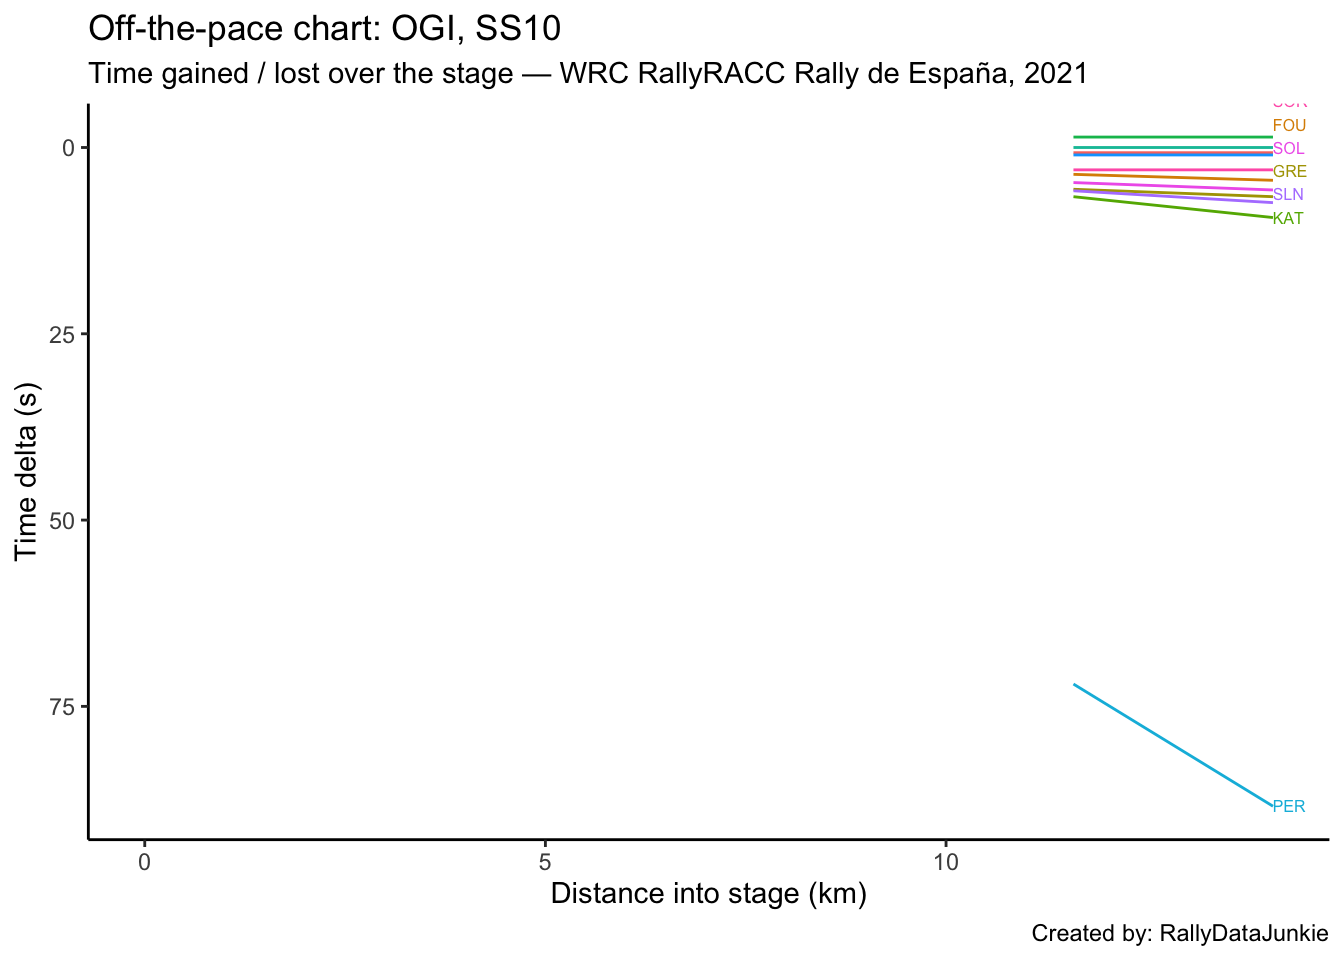 Off-the-pace chart: OGI, SS10
Time gained / lost over the stage — WRC RallyRACC Rally de España, 2021
FOU
0
SOL
GRE
SLN
KAT
25
Time delta (s)
50
75
PER
0 5 10
Distance into stage (km)
Created by: RallyDataJunkie